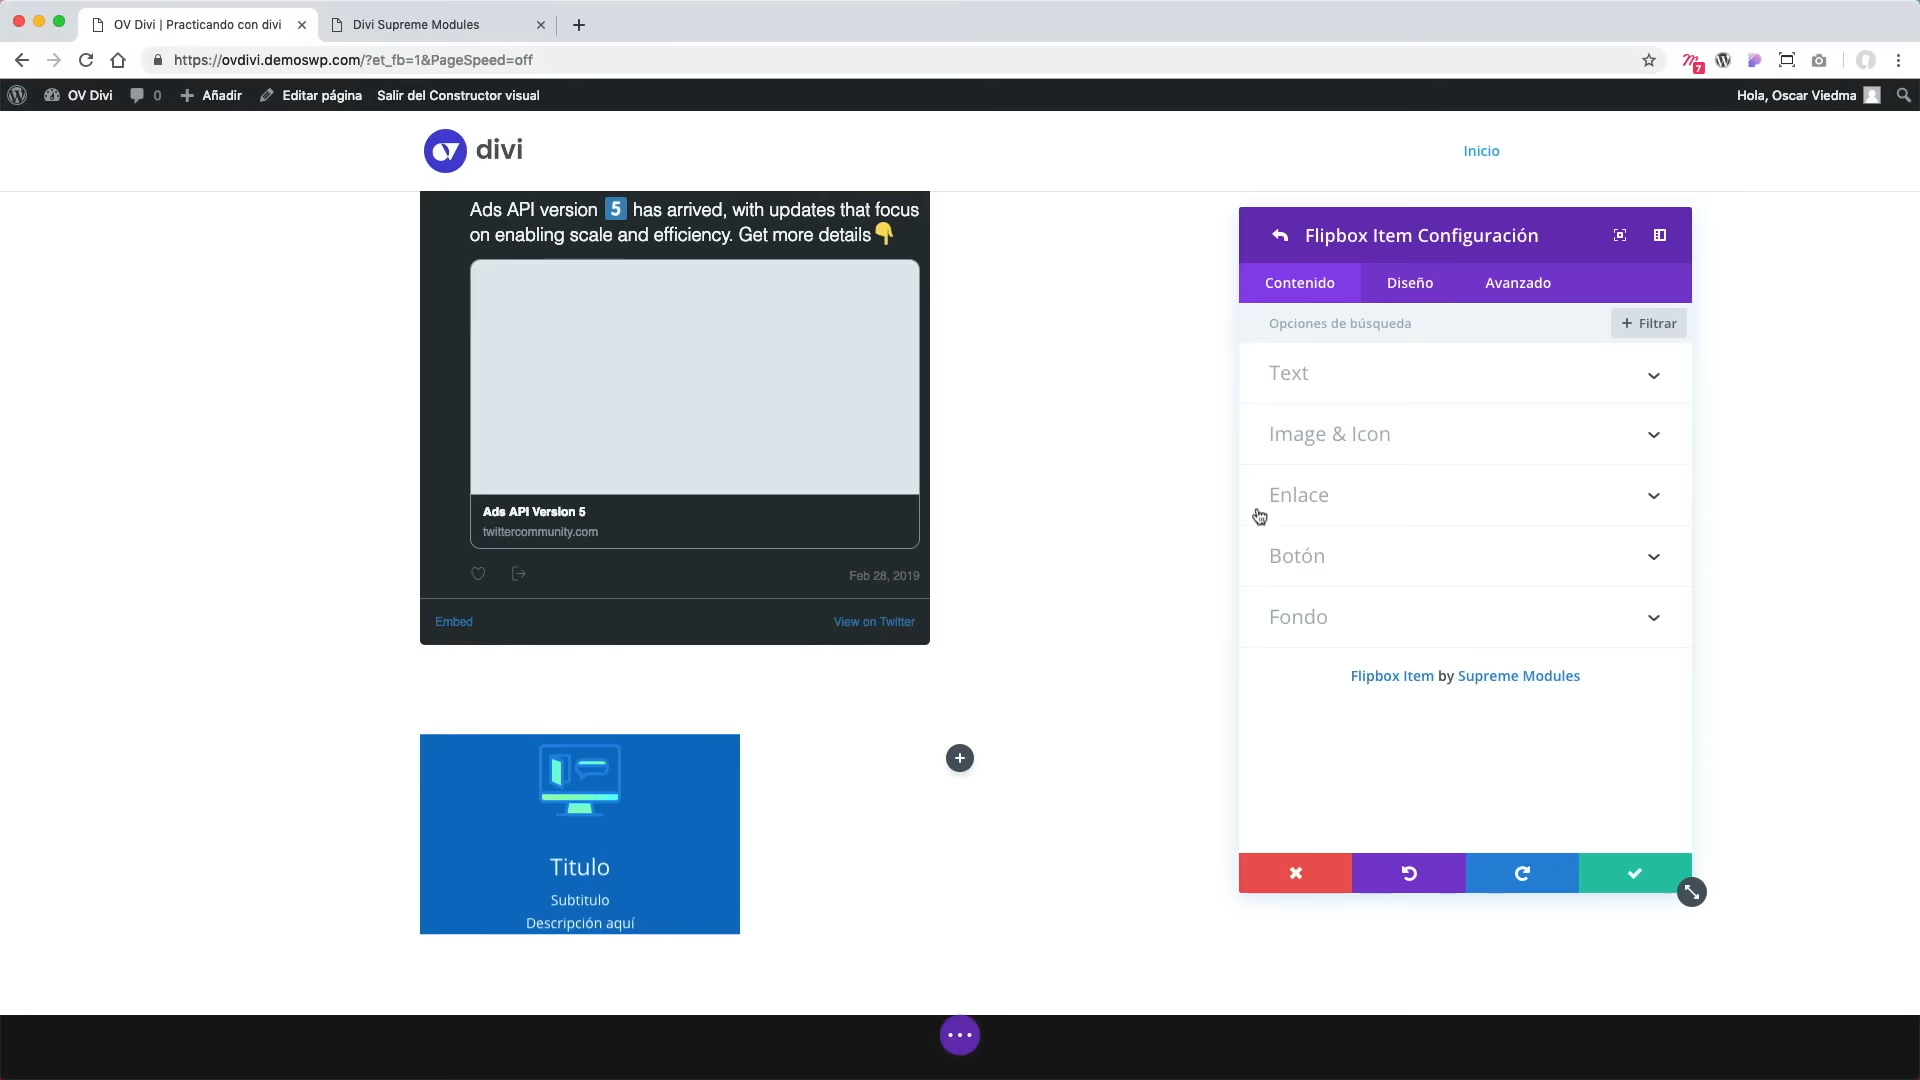 OV Divi | Practicando con divi
Divi Supreme Modules
https://ovdivi.demoswp.com/?et_fb=1&PageSpeed=off
7
OV Divi
0
Añadir
Editar página
Salir del Constructor visual
Hola, Oscar Viedma
divi
Inicio
Ads API version 5 has arrived, with updates that focus
on enabling scale and efficiency. Get more details
Ads API Version 5
twittercommunity.com
Feb 28, 2019
Embed
View on Twitter
Titulo
Subtitulo
Descripción aquí
Flipbox Item Configuración
Contenido
Diseño
Avanzado
Opciones de búsqueda
+ Filtrar
Text
Image & Icon
Enlace
Botón
Fondo
Flipbox Item by Supreme Modules